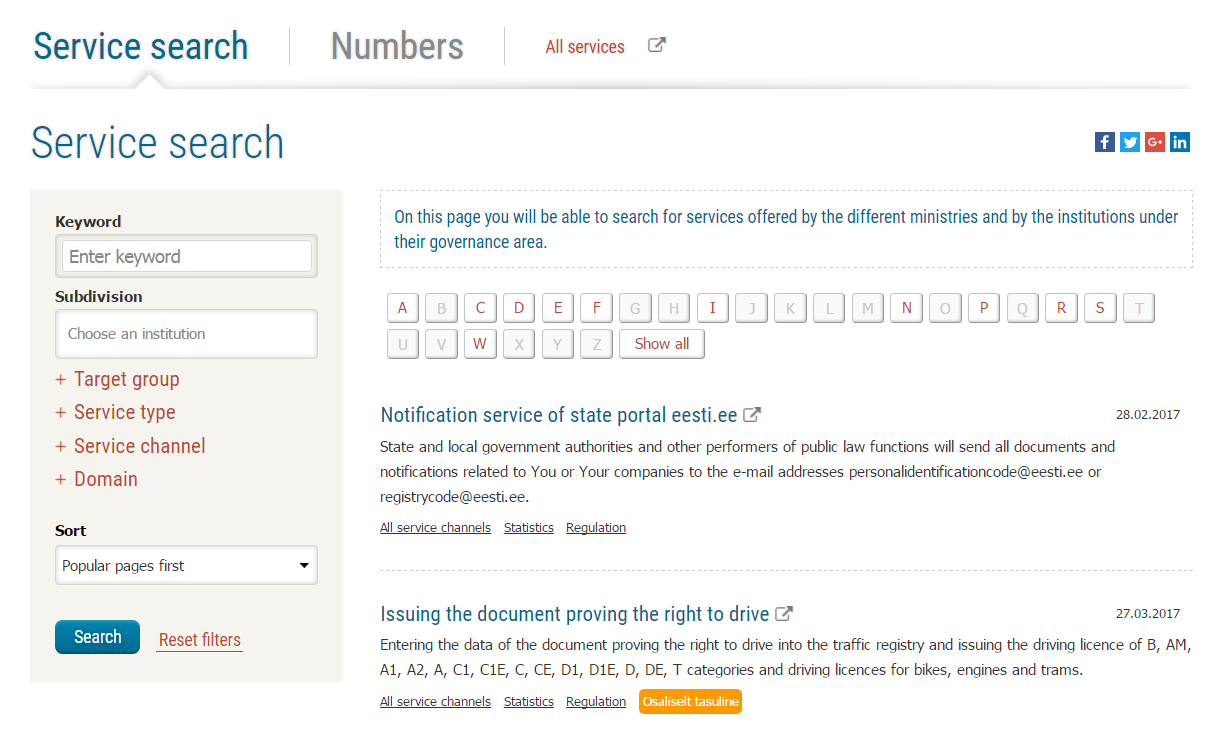 Service search
Numbers
All services
Service search
Keyword
Enter keyword
Subdivision
Choose an institution
+ Target group
+ Service type
+ Service channel
+ Domain
Sort
Popular pages first
Search
Reset filters
On this page you will be able to search for services offered by the different ministries and by the institutions under
their governance area.
A B C D E F G H I J K L M N O P Q R S T
U V W X Y Z Show all
Notification service of state portal eesti.ee
28.02.2017
State and local government authorities and other performers of public law functions will send all documents and
notifications related to You or Your companies to the e-mail addresses personalidentificationcode@eesti.ee or
registrycode@eesti.ee.
All service channels Statistics Regulation
Issuing the document proving the right to drive
27.03.2017
Entering the data of the document proving the right to drive into the traffic registry and issuing the driving licence of B, AM,
A1, A2, A, C1, C1E, C, CE, D1, D1E, D, DE, T categories and driving licences for bikes, engines and trams.
All service channels Statistics Regulation Osaliselt tasuline